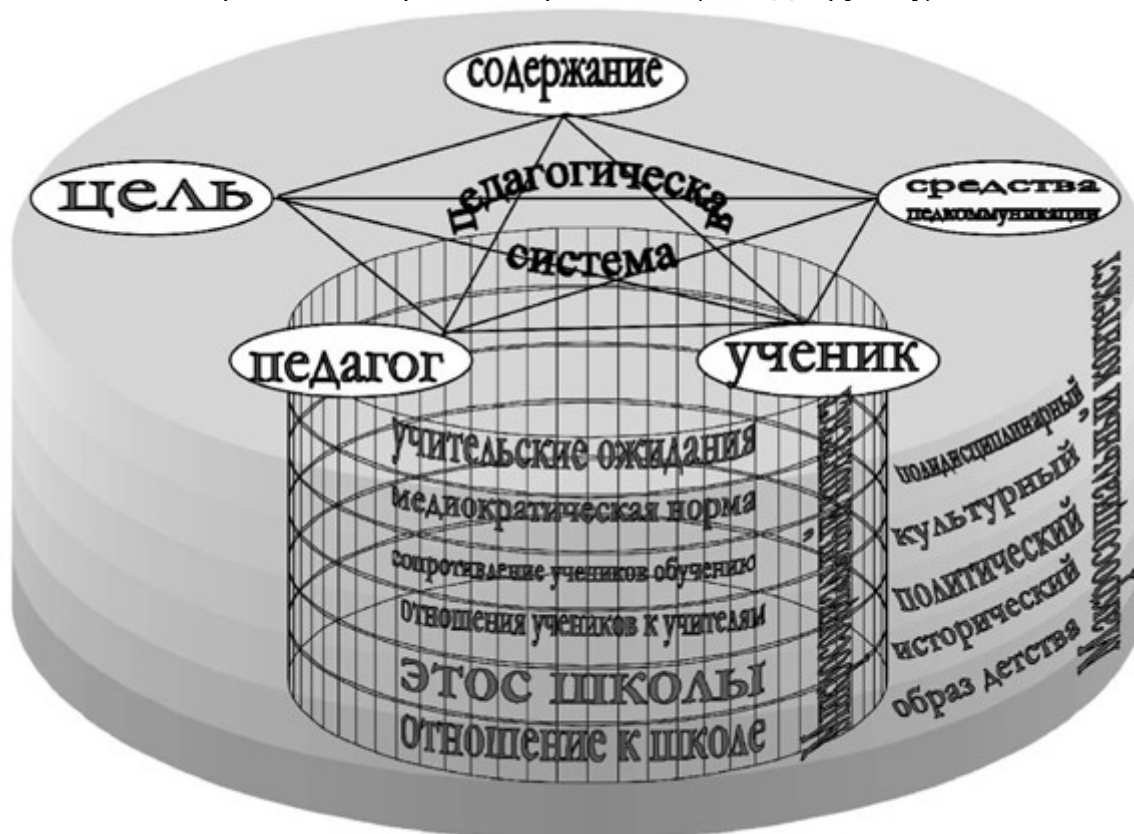 содержание
цель
педагогическая
система
средства
педкоммуникации
педагог
ученик
учительские ожидания
медиократическая норма
сопротивление учеников обучению
отношения учеников к учителям
этос школы
отношение к школе
полидисциплинарный
культурный
политический
исторический
образ детства
Макросоциальный контекст